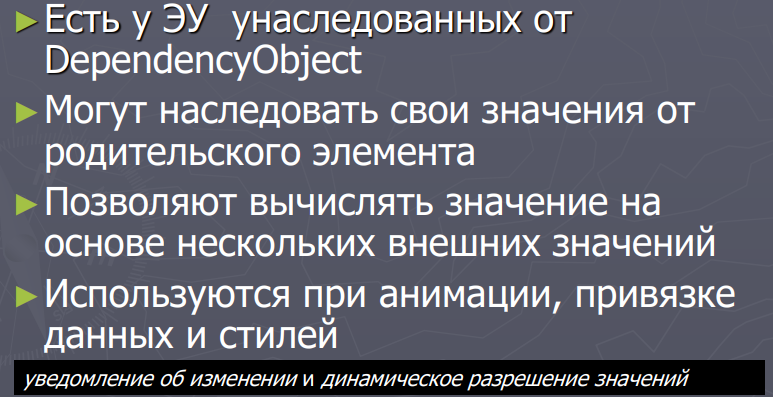 ► Есть у ЭУ унаследованных от
DependencyObject
► Могут наследовать свои значения от
родительского элемента
► Позволяют вычислять значение на
основе нескольких внешних значений
► Используются при анимации, привязке
данных и стилей
уведомление об изменении и динамическое разрешение значений